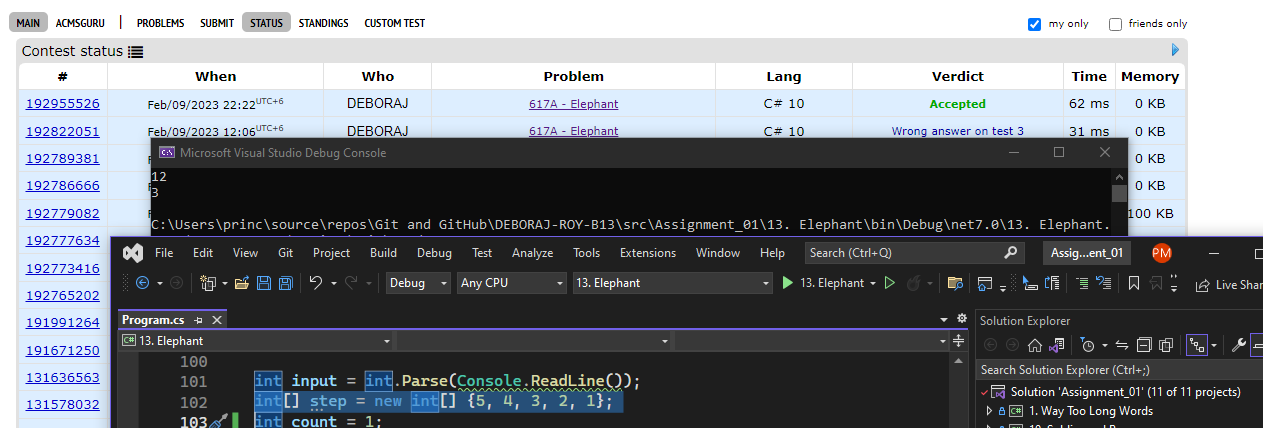 MAIN ACMSGURU | PROBLEMS SUBMIT STATUS STANDINGS CUSTOM TEST my only friends only
Contest status
# When Who Problem Lang Verdict Time Memory
192955526 Feb/09/2023 22:22 UTC+6 DEBORAJ 617A - Elephant C# 10 Accepted 62 ms 0 KB
192822051 Feb/09/2023 12:06 UTC+6 DEBORAJ 617A - Elephant C# 10 Wrong answer on test 3 31 ms 0 KB
Microsoft Visual Studio Debug Console
192789381 0 KB
12
192786666 0 KB
3
192779082 100 KB
C:\Users\princ\source\repos\Git and GitHub\DEBORAJ-ROY-B13\src\Assignment_01\13. Elephant\bin\Debug\net7.0\13. Elephant.
192777634
File Edit View Git Project Build Debug Test Analyze Tools Extensions Window Help Search (Ctrl+Q) Assig...ent_01 PM
192773416
Debug Any CPU 13. Elephant 13. Elephant Live Shar
192765202
191991264
Program.cs Solution Explorer
13. Elephant
191671250
100
Search Solution Explorer (Ctrl+;)
131636563
101 int input = int.Parse(Console.ReadLine());
Solution 'Assignment_01' (11 of 11 projects)
131578032
102 int[] step = new int[] {5, 4, 3, 2, 1};
1. Way Too Long Words
103 int count = 1;